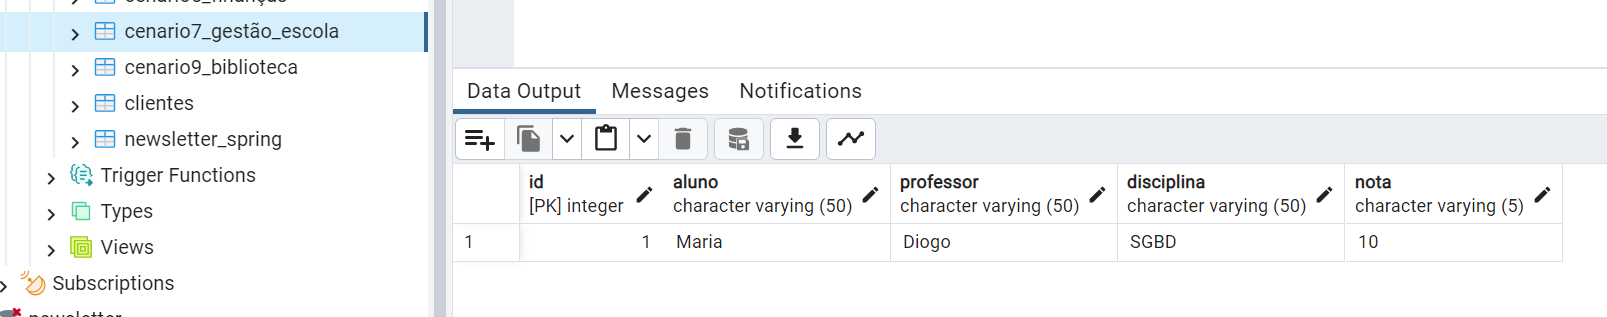 cenario6_finanças
cenario7_gestão_escola
cenario9_biblioteca
clientes
newsletter_spring
Trigger Functions
Types
Views
Subscriptions
newsletter
Data Output Messages Notifications
id aluno professor disciplina nota
[PK] integer character varying (50) character varying (50) character varying (50) character varying (5)
1 1 Maria Diogo SGBD 10